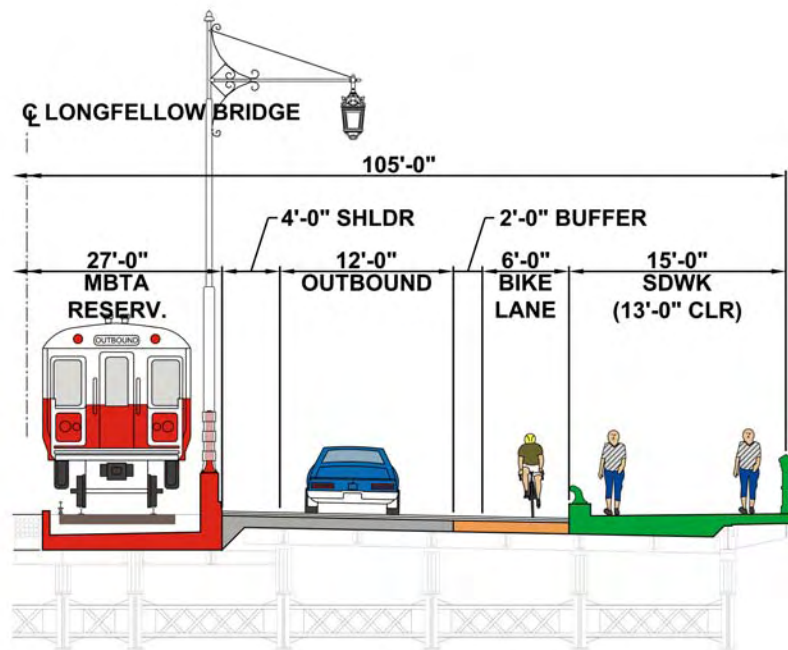 ℄ LONGFELLOW BRIDGE
105'-0"
4'-0" SHLDR
2'-0" BUFFER
27'-0"
MBTA
RESERV.
12'-0"
OUTBOUND
6'-0"
BIKE
LANE
15'-0"
SDWK
(13'-0" CLR)
OUTBOUND